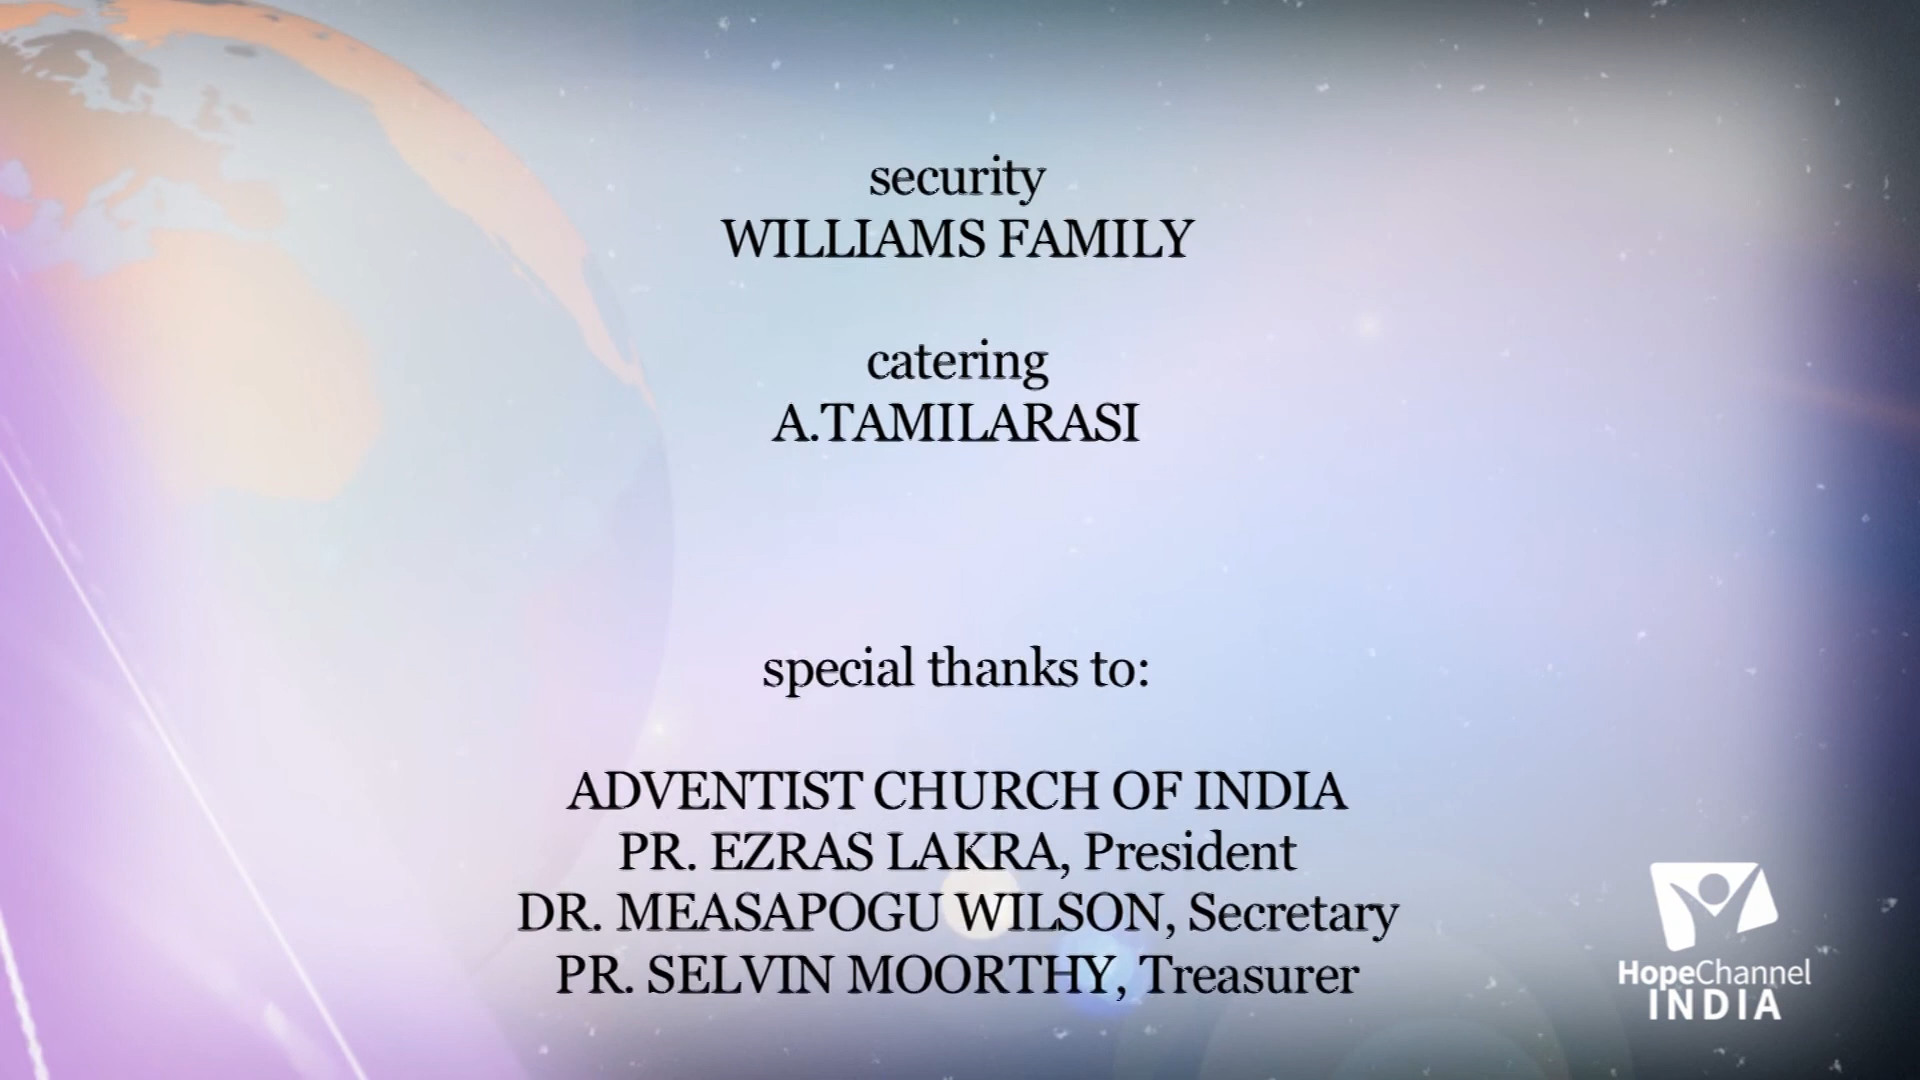 security
WILLIAMS FAMILY
catering
A.TAMILARASI
special thanks to:
ADVENTIST CHURCH OF INDIA
PR. EZRAS LAKRA, President
DR. MEASAPOGU WILSON, Secretary
PR. SELVIN MOORTHY, Treasurer
HopeChannel
INDIA